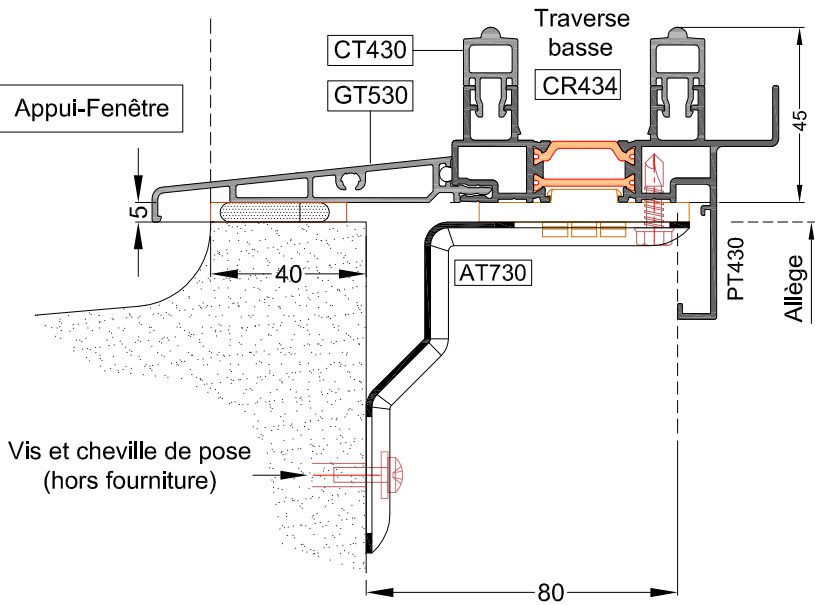 Traverse
basse
CT430
CR434
GT530
Appui-Fenêtre
45
5
40
AT730
PT430
Allège
Vis et cheville de pose
(hors fourniture)
80